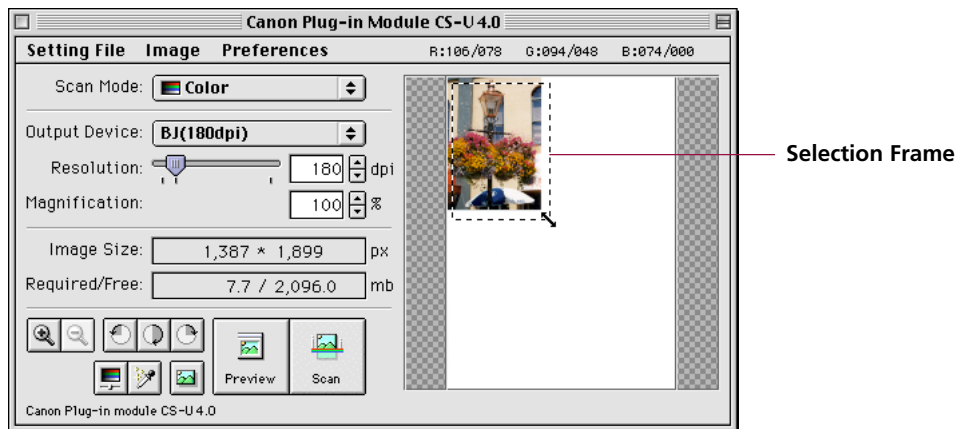 Canon Plug-in Module CS-U 4.0
Setting File Image Preferences R:106/078 G:094/048 B:074/000
Scan Mode: Color
Output Device: BJ(180dpi)
Resolution: 180 dpi
Magnification: 100 %
Image Size: 1,387 * 1,899 px
Required/Free: 7.7 / 2,096.0 mb
Preview Scan
Canon Plug-in module CS-U 4.0
Selection Frame